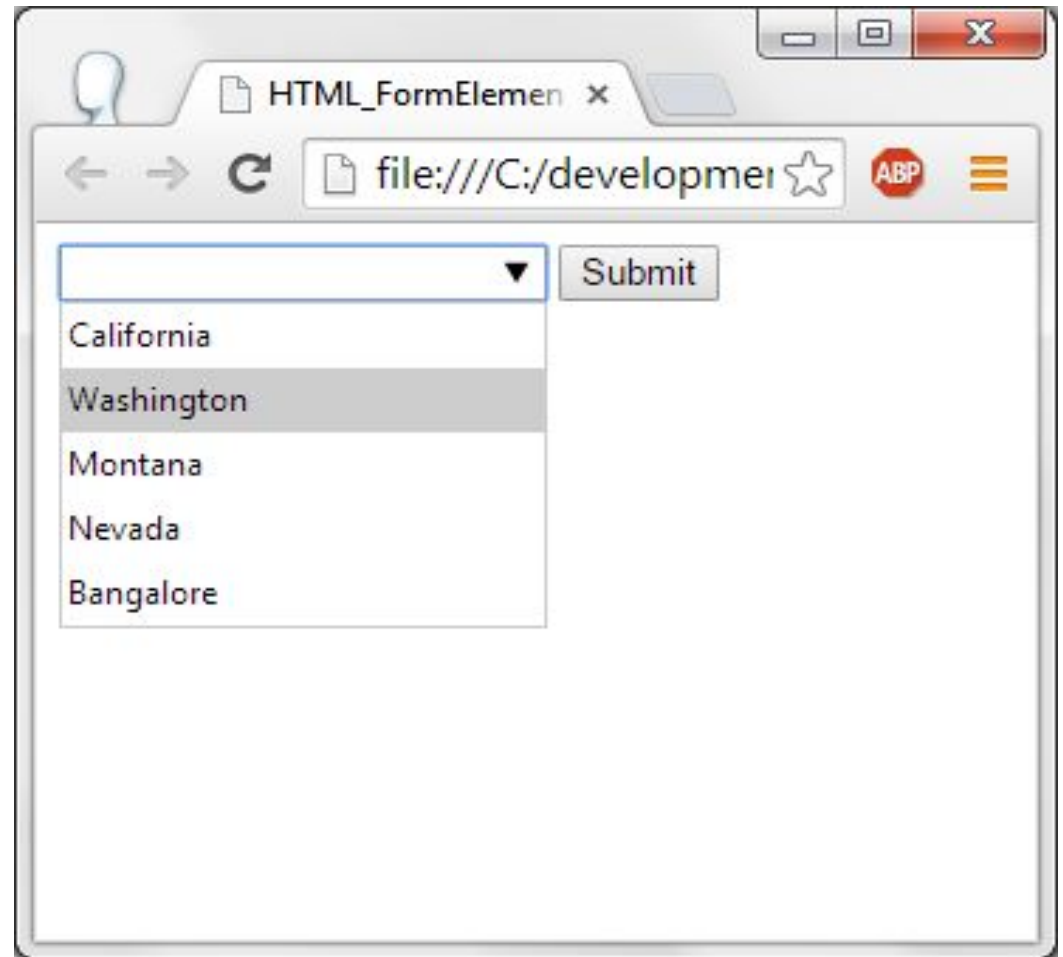 HTML_FormElemen
file:///C:/developmer
ABP
Submit
California
Washington
Montana
Nevada
Bangalore